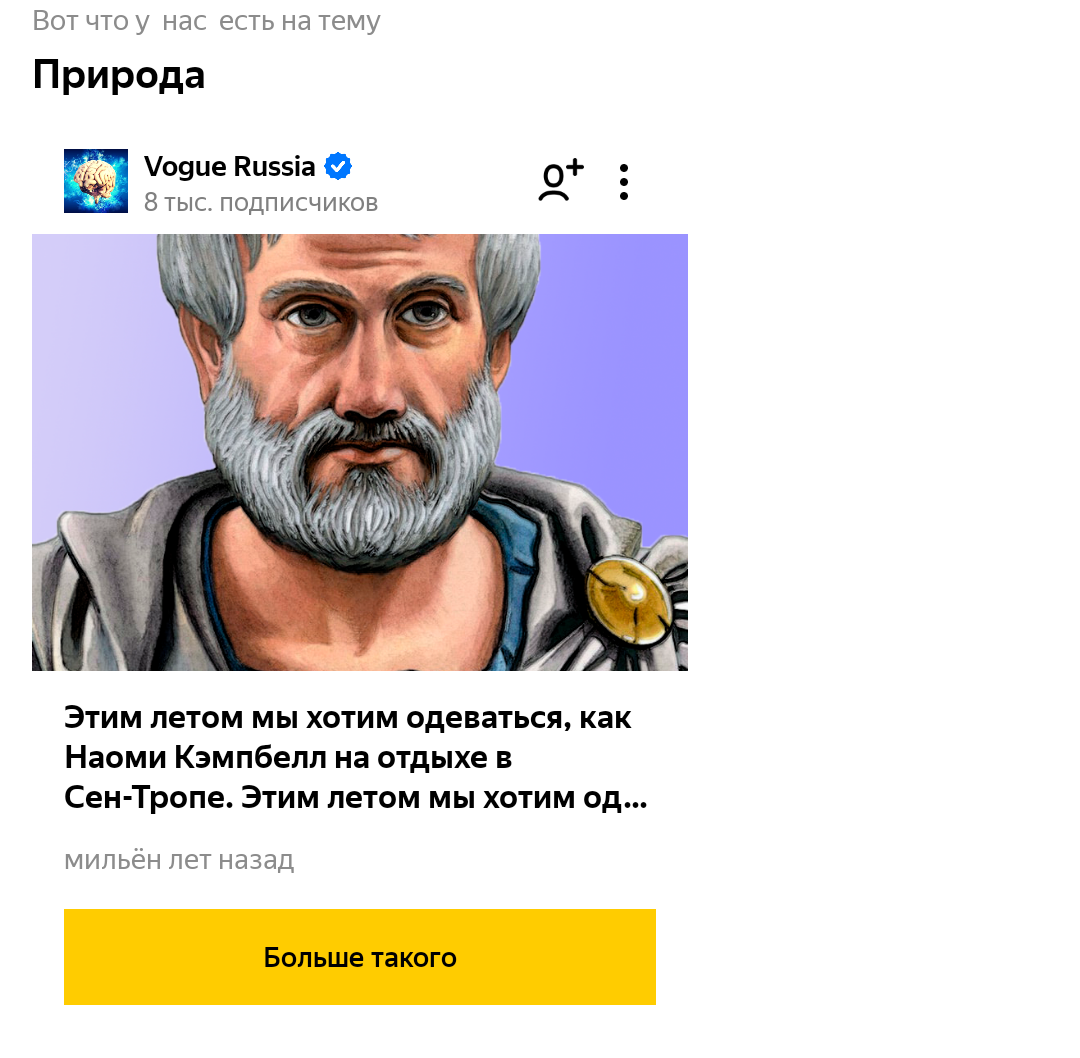 Вот что у нас есть на тему
Природа
Vogue Russia
8 тыс. подписчиков
Этим летом мы хотим одеваться, как
Наоми Кэмпбелл на отдыхе в
Сен-Тропе. Этим летом мы хотим од...
мильён лет назад
Больше такого